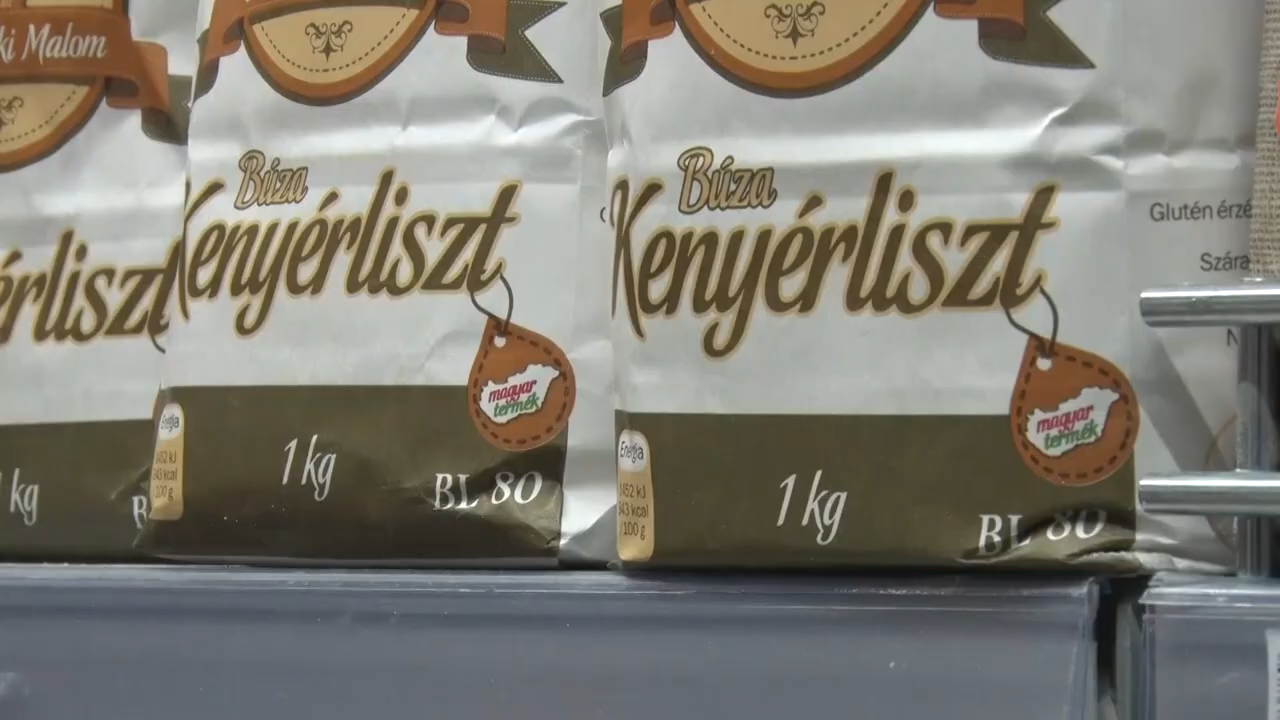 ki Malom
érliszt
kg
Búza
Kenyérliszt
magyar
termék
Energia
1452 kJ
343 kcal
100 g
1 kg
BL 80
Búza
Kenyérliszt
magyar
termék
Energia
1452 kJ
343 kcal
/100 g
1 kg
BL 80
Glutén érzé
Szára